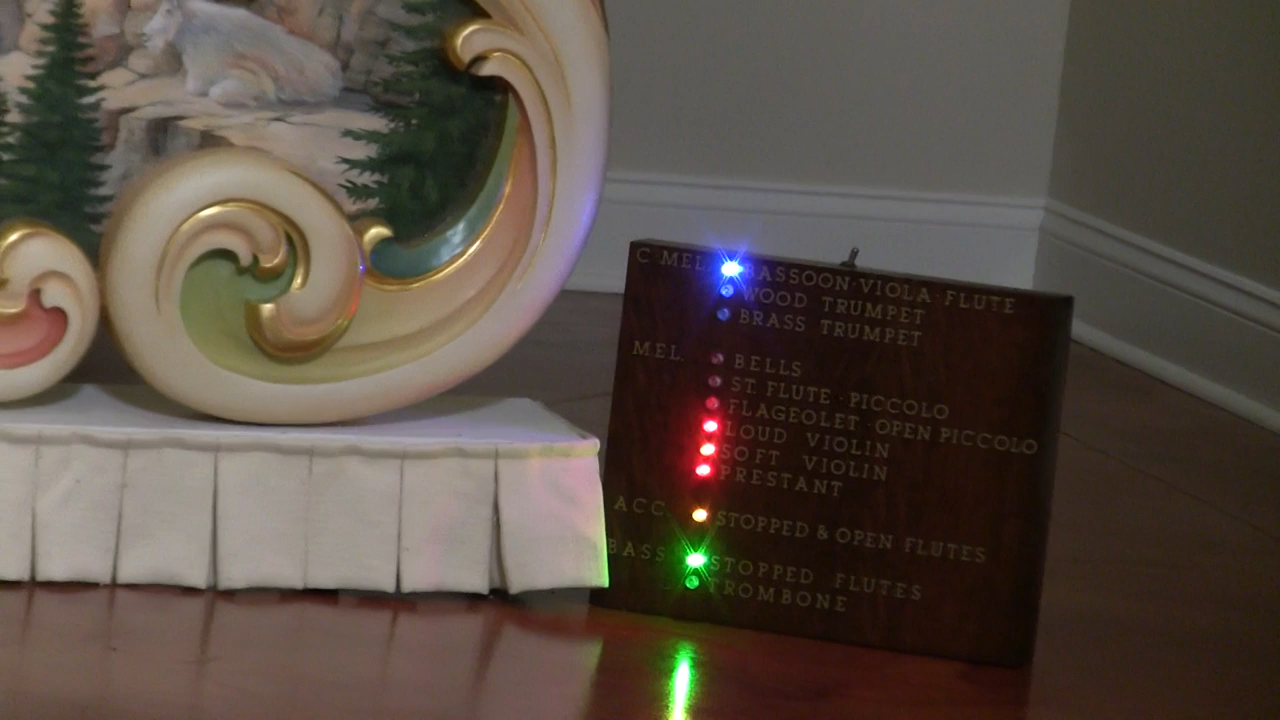 C MEL. BASSOON·VIOLA FLUTE
WOOD TRUMPET
BRASS TRUMPET
MEL. BELLS
ST. FLUTE·PICCOLO
FLAGEOLET·OPEN PICCOLO
LOUD VIOLIN
SOFT VIOLIN
PRESTANT
ACC STOPPED & OPEN FLUTES
BASS STOPPED FLUTES
TROMBONE